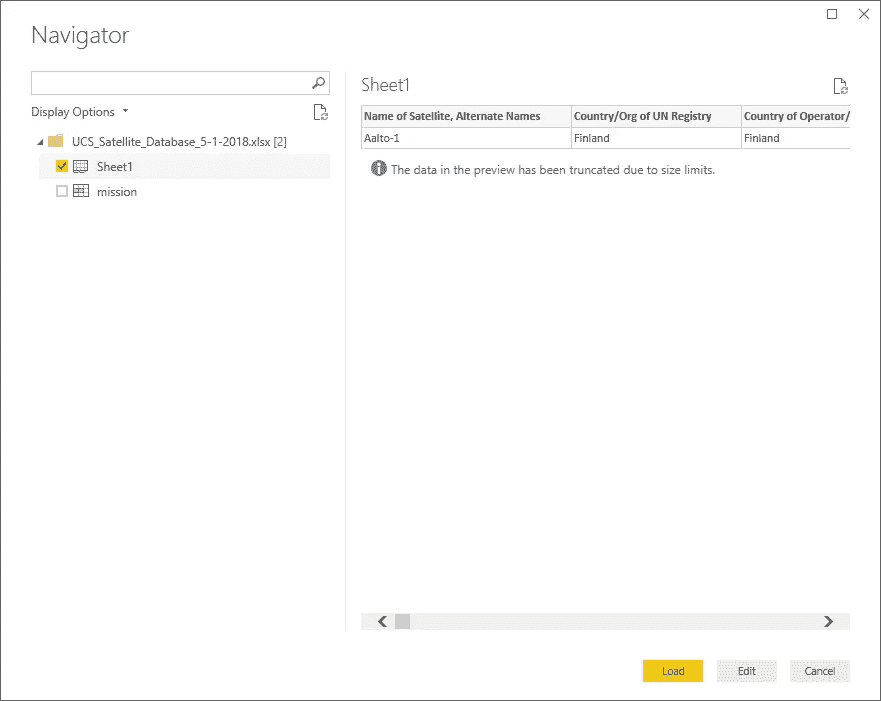 Navigator
Display Options
UCS_Satellite_Database_5-1-2018.xlsx [2]
Sheet1
mission
Sheet1
Name of Satellite, Alternate Names Country/Org of UN Registry Country of Operator/
Aalto-1 Finland Finland
The data in the preview has been truncated due to size limits.
Load Edit Cancel